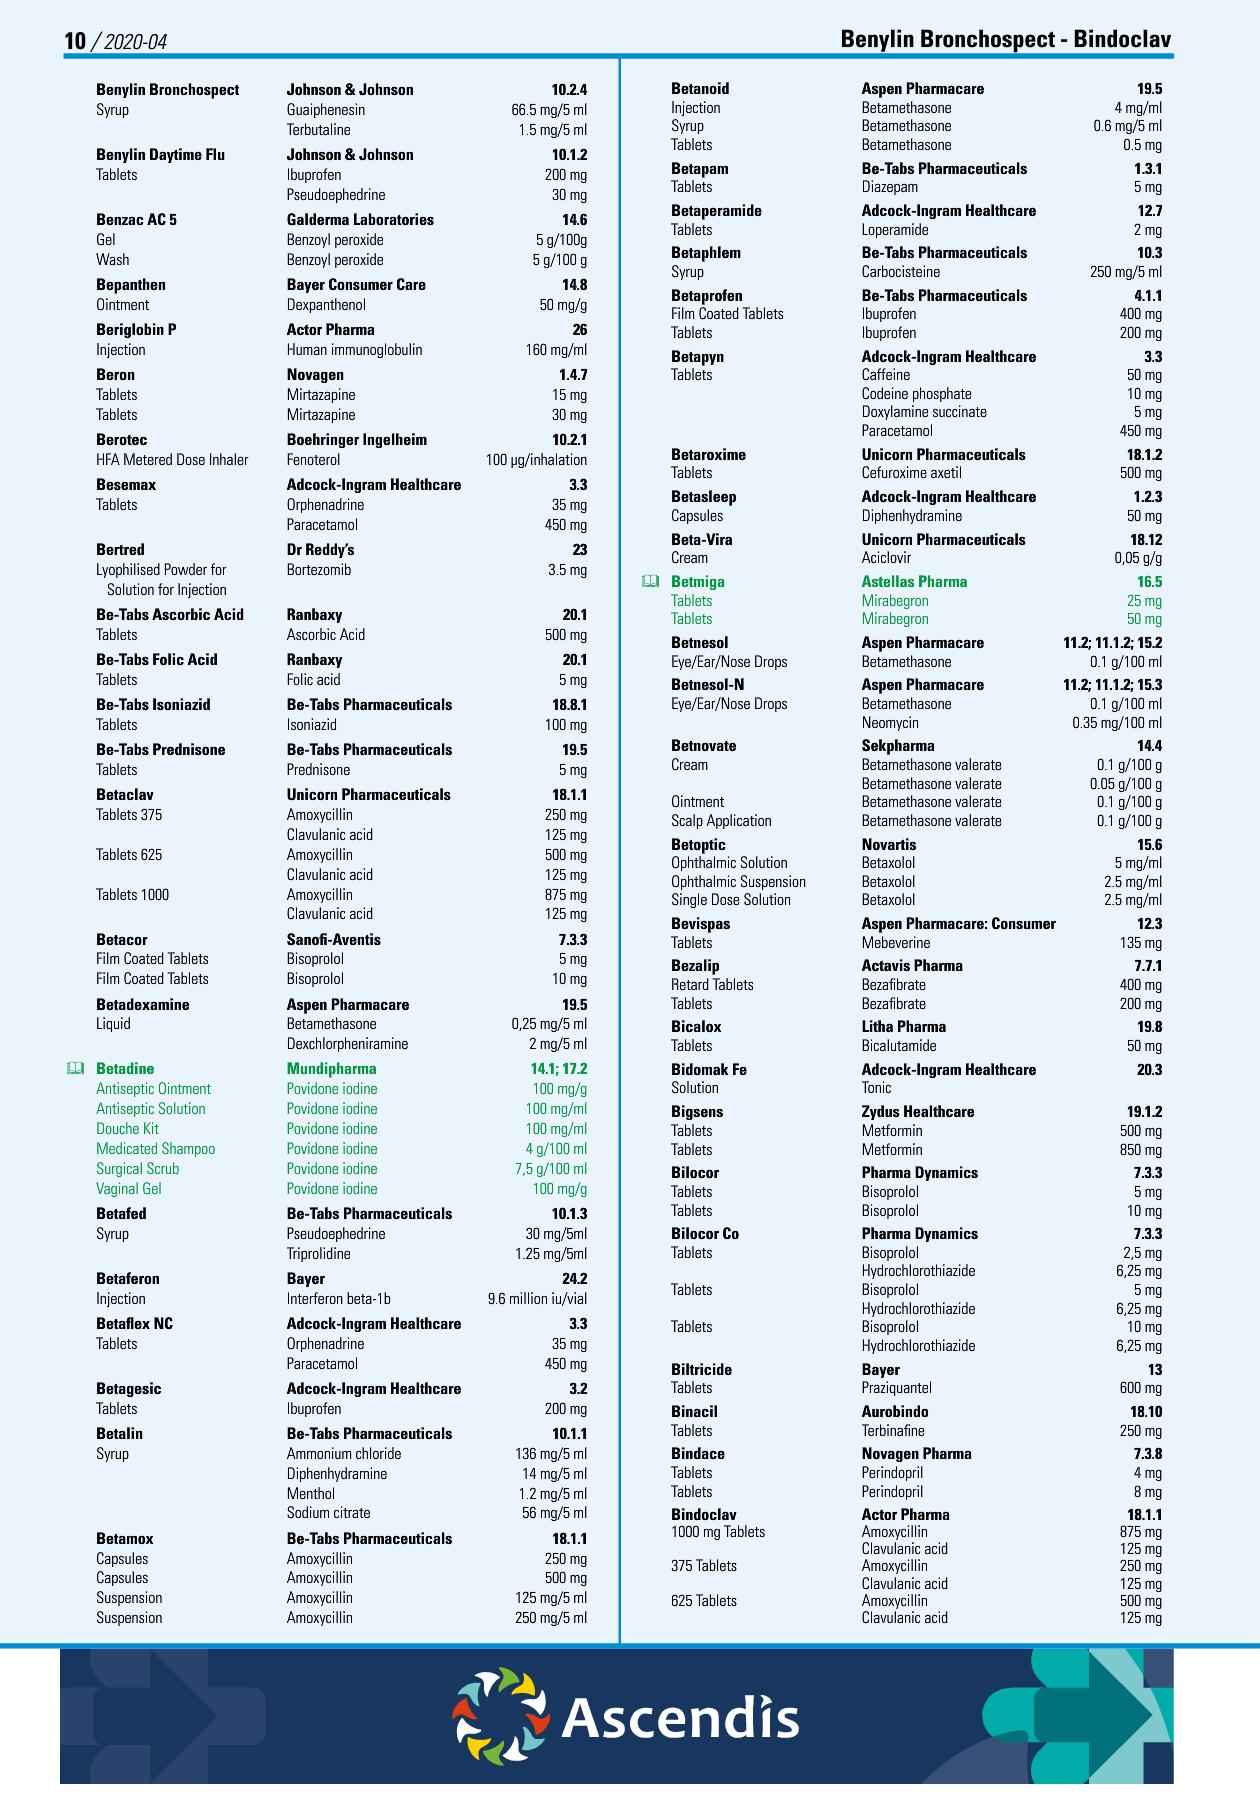 10 / 2020-04
Benylin Bronchospect - Bindoclav
Benylin Bronchospect Johnson & Johnson 10.2.4
Syrup Guaiphenesin 66.5 mg/5 ml
Terbutaline 1.5 mg/5 ml
Benylin Daytime Flu Johnson & Johnson 10.1.2
Tablets Ibuprofen 200 mg
Pseudoephedrine 30 mg
Benzac AC 5 Galderma Laboratories 14.6
Gel Benzoyl peroxide 5 g/100g
Wash Benzoyl peroxide 5 g/100 g
Bepanthen Bayer Consumer Care 14.8
Ointment Dexpanthenol 50 mg/g
Beriglobin P Actor Pharma 26
Injection Human immunoglobulin 160 mg/ml
Beron Novagen 1.4.7
Tablets Mirtazapine 15 mg
Tablets Mirtazapine 30 mg
Berotec Boehringer Ingelheim 10.2.1
HFA Metered Dose Inhaler Fenoterol 100 µg/inhalation
Besemax Adcock-Ingram Healthcare 3.3
Tablets Orphenadrine 35 mg
Paracetamol 450 mg
Bertred Dr Reddy's 23
Lyophilised Powder for Bortezomib 3.5 mg
Solution for Injection
Be-Tabs Ascorbic Acid Ranbaxy 20.1
Tablets Ascorbic Acid 500 mg
Be-Tabs Folic Acid Ranbaxy 20.1
Tablets Folic acid 5 mg
Be-Tabs Isoniazid Be-Tabs Pharmaceuticals 18.8.1
Tablets Isoniazid 100 mg
Be-Tabs Prednisone Be-Tabs Pharmaceuticals 19.5
Tablets Prednisone 5 mg
Betaclav Unicorn Pharmaceuticals 18.1.1
Tablets 375 Amoxycillin 250 mg
Clavulanic acid 125 mg
Tablets 625 Amoxycillin 500 mg
Clavulanic acid 125 mg
Tablets 1000 Amoxycillin 875 mg
Clavulanic acid 125 mg
Betacor Sanofi-Aventis 7.3.3
Film Coated Tablets Bisoprolol 5 mg
Film Coated Tablets Bisoprolol 10 mg
Betadexamine Aspen Pharmacare 19.5
Liquid Betamethasone 0,25 mg/5 ml
Dexchlorpheniramine 2 mg/5 ml
Betadine Mundipharma 14.1; 17.2
Antiseptic Ointment Povidone iodine 100 mg/g
Antiseptic Solution Povidone iodine 100 mg/ml
Douche Kit Povidone iodine 100 mg/ml
Medicated Shampoo Povidone iodine 4 g/100 ml
Surgical Scrub Povidone iodine 7,5 g/100 ml
Vaginal Gel Povidone iodine 100 mg/g
Betafed Be-Tabs Pharmaceuticals 10.1.3
Syrup Pseudoephedrine 30 mg/5ml
Triprolidine 1.25 mg/5ml
Betaferon Bayer 24.2
Injection Interferon beta-1b 9.6 million iu/vial
Betaflex NC Adcock-Ingram Healthcare 3.3
Tablets Orphenadrine 35 mg
Paracetamol 450 mg
Betagesic Adcock-Ingram Healthcare 3.2
Tablets Ibuprofen 200 mg
Betalin Be-Tabs Pharmaceuticals 10.1.1
Syrup Ammonium chloride 136 mg/5 ml
Diphenhydramine 14 mg/5 ml
Menthol 1.2 mg/5 ml
Sodium citrate 56 mg/5 ml
Betamox Be-Tabs Pharmaceuticals 18.1.1
Capsules Amoxycillin 250 mg
Capsules Amoxycillin 500 mg
Suspension Amoxycillin 125 mg/5 ml
Suspension Amoxycillin 250 mg/5 ml
Betanoid Aspen Pharmacare 19.5
Injection Betamethasone 4 mg/ml
Syrup Betamethasone 0.6 mg/5 ml
Tablets Betamethasone 0.5 mg
Betapam Be-Tabs Pharmaceuticals 1.3.1
Tablets Diazepam 5 mg
Betaperamide Adcock-Ingram Healthcare 12.7
Tablets Loperamide 2 mg
Betaphlem Be-Tabs Pharmaceuticals 10.3
Syrup Carbocisteine 250 mg/5 ml
Betaprofen Be-Tabs Pharmaceuticals 4.1.1
Film Coated Tablets Ibuprofen 400 mg
Tablets Ibuprofen 200 mg
Betapyn Adcock-Ingram Healthcare 3.3
Tablets Caffeine 50 mg
Codeine phosphate 10 mg
Doxylamine succinate 5 mg
Paracetamol 450 mg
Betaroxime Unicorn Pharmaceuticals 18.1.2
Tablets Cefuroxime axetil 500 mg
Betasleep Adcock-Ingram Healthcare 1.2.3
Capsules Diphenhydramine 50 mg
Beta-Vira Unicorn Pharmaceuticals 18.12
Cream Aciclovir 0,05 g/g
Betmiga Astellas Pharma 16.5
Tablets Mirabegron 25 mg
Tablets Mirabegron 50 mg
Betnesol Aspen Pharmacare 11.2; 11.1.2; 15.2
Eye/Ear/Nose Drops Betamethasone 0.1 g/100 ml
Betnesol-N Aspen Pharmacare 11.2; 11.1.2; 15.3
Eye/Ear/Nose Drops Betamethasone 0.1 g/100 ml
Neomycin 0.35 mg/100 ml
Betnovate Sekpharma 14.4
Cream Betamethasone valerate 0.1 g/100 g
Betamethasone valerate 0.05 g/100 g
Ointment Betamethasone valerate 0.1 g/100 g
Scalp Application Betamethasone valerate 0.1 g/100 g
Betoptic Novartis 15.6
Ophthalmic Solution Betaxolol 5 mg/ml
Ophthalmic Suspension Betaxolol 2.5 mg/ml
Single Dose Solution Betaxolol 2.5 mg/ml
Bevispas Aspen Pharmacare: Consumer 12.3
Tablets Mebeverine 135 mg
Bezalip Actavis Pharma 7.7.1
Retard Tablets Bezafibrate 400 mg
Tablets Bezafibrate 200 mg
Bicalox Litha Pharma 19.8
Tablets Bicalutamide 50 mg
Bidomak Fe Adcock-Ingram Healthcare 20.3
Solution Tonic
Bigsens Zydus Healthcare 19.1.2
Tablets Metformin 500 mg
Tablets Metformin 850 mg
Bilocor Pharma Dynamics 7.3.3
Tablets Bisoprolol 5 mg
Tablets Bisoprolol 10 mg
Bilocor Co Pharma Dynamics 7.3.3
Tablets Bisoprolol 2,5 mg
Hydrochlorothiazide 6,25 mg
Tablets Bisoprolol 5 mg
Hydrochlorothiazide 6,25 mg
Tablets Bisoprolol 10 mg
Hydrochlorothiazide 6,25 mg
Biltricide Bayer 13
Tablets Praziquantel 600 mg
Binacil Aurobindo 18.10
Tablets Terbinafine 250 mg
Bindace Novagen Pharma 7.3.8
Tablets Perindopril 4 mg
Tablets Perindopril 8 mg
Bindoclav Actor Pharma 18.1.1
1000 mg Tablets Amoxycillin 875 mg
Clavulanic acid 125 mg
375 Tablets Amoxycillin 250 mg
Clavulanic acid 125 mg
625 Tablets Amoxycillin 500 mg
Clavulanic acid 125 mg
Ascendis